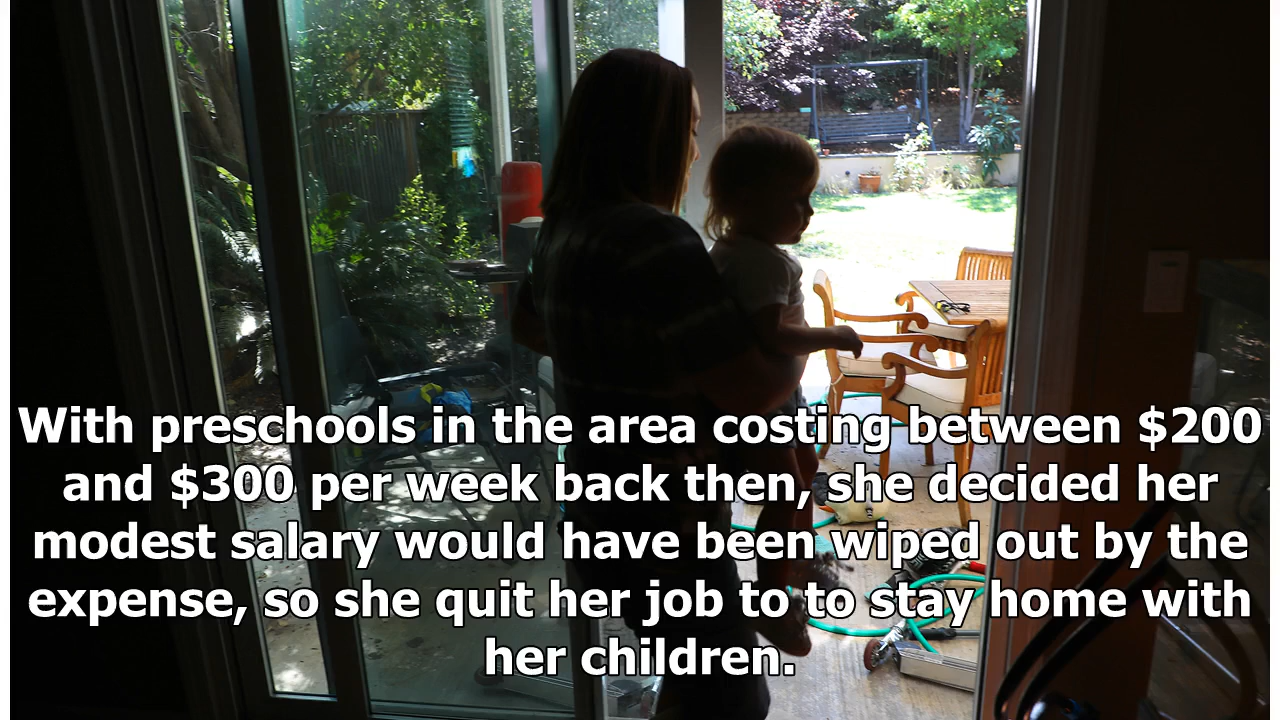 With preschools in the area costing between $200
and $300 per week back then, she decided her
modest salary would have been wiped out by the
expense, so she quit her job to to stay home with
her children.